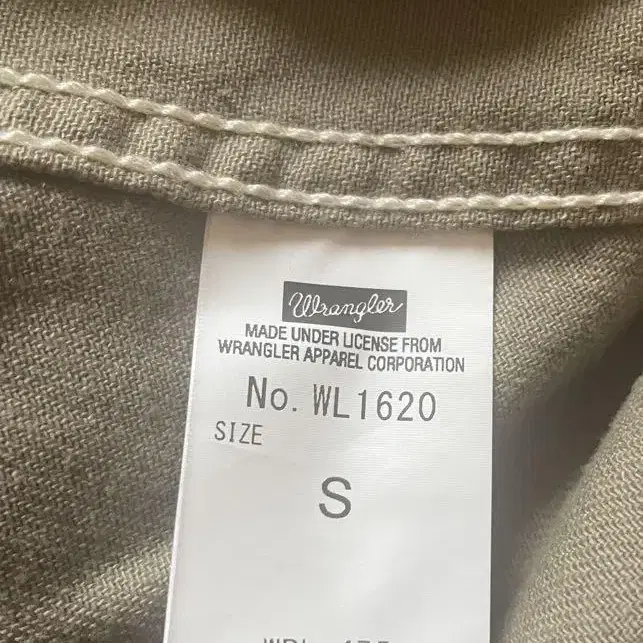 Wrangler
MADE UNDER LICENSE FROM
WRANGLER APPAREL CORPORATION
No. WL1620
SIZE
S